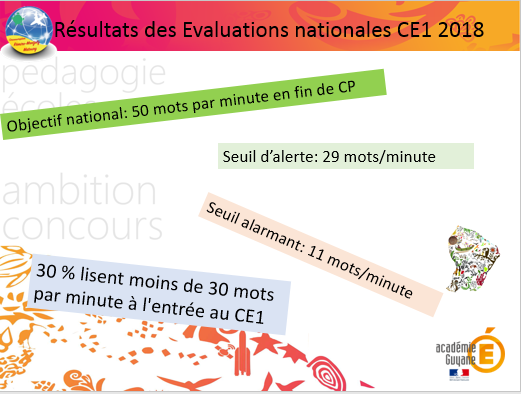 Résultats des Evaluations nationales CE1 2018
pedagogie
écoles
Objectif national: 50 mots par minute en fin de CP
Seuil d’alerte: 29 mots/minute
ambition
concours
Seuil alarmant: 11 mots/minute
30 % lisent moins de 30 mots
par minute à l'entrée au CE1
académie
Guyane